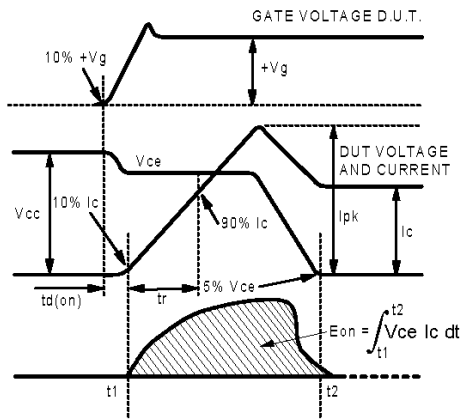 GATE VOLTAGE D.U.T.
10% +Vg
+Vg
Vce
DUT VOLTAGE
AND CURRENT
Vcc
10% Ic
90% Ic
Ipk
Ic
td(on)
tr
5% Vce
Eon = ∫ Vce Ic dt
t2
t1
t1
t2